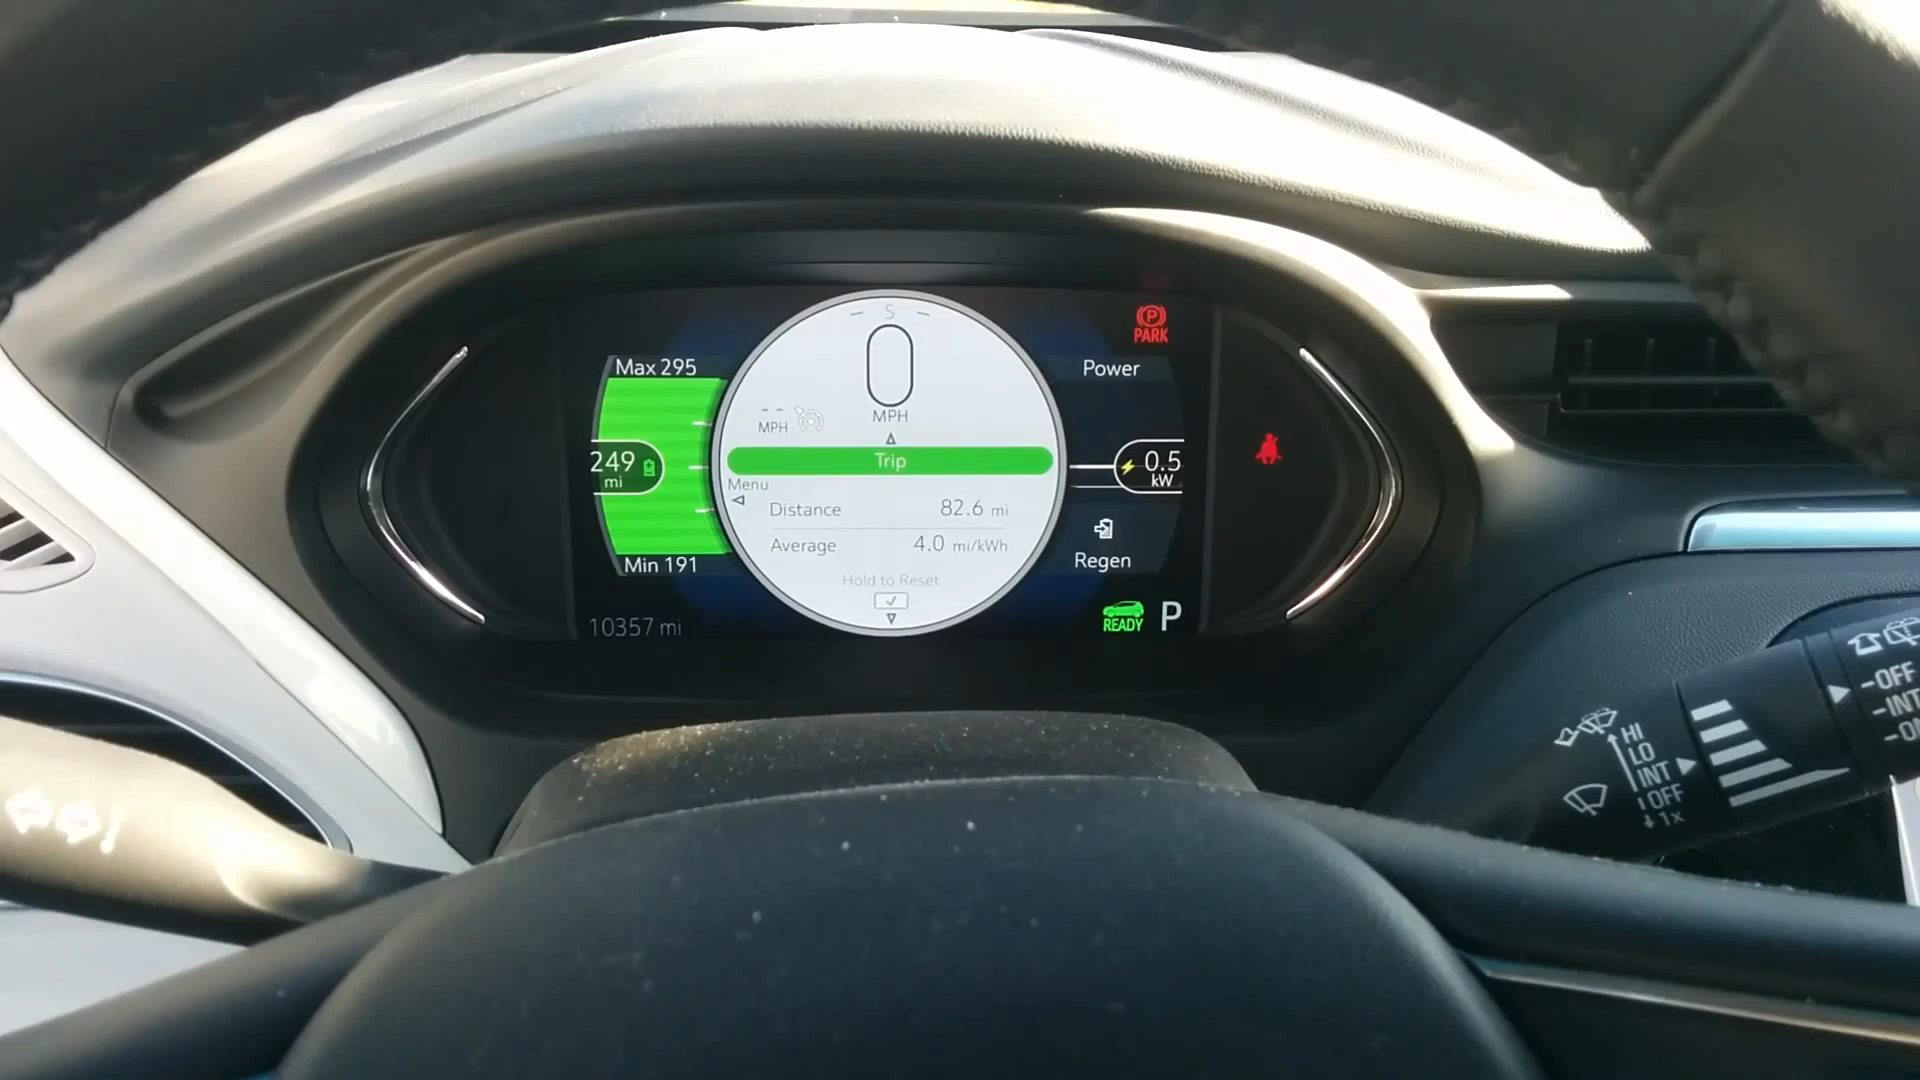 S
0
MPH
-- MPH
Max 295
249
mi
Min 191
10357 mi
Trip
Menu
Distance 82.6 mi
Average 4.0 mi/kWh
Hold to Reset
PARK
Power
0.5
kW
Regen
READY P
HI
LO
INT
OFF
1x
-OFF
-INT